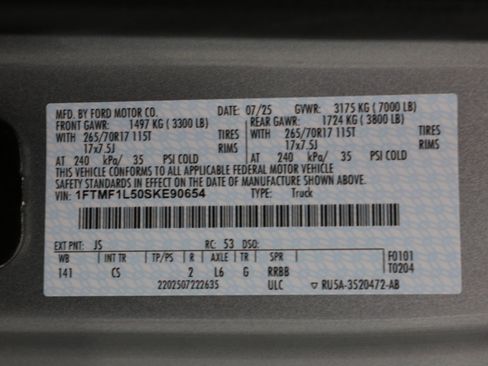 MFD. BY FORD MOTOR CO. DATE: 07/25 GVWR: 3175 KG ( 7000 LB)
FRONT GAWR: 1497 KG ( 3300 LB) REAR GAWR: 1724 KG ( 3800 LB)
WITH 265/70R17 115T TIRES WITH 265/70R17 115T TIRES
17x7.5J RIMS 17x7.5J RIMS
AT 240 kPa/ 35 PSI COLD AT 240 kPa/ 35 PSI COLD
THIS VEHICLE CONFORMS TO ALL APPLICABLE FEDERAL MOTOR VEHICLE
SAFETY STANDARDS IN EFFECT ON THE DATE OF MANUFACTURE SHOWN ABOVE.
VIN: 1FTMF1L50SKE90654 TYPE: Truck
EXT PNT: JS RC: 53 DSO:
WB TP/PS R AXLE TR SPR F0101
141 CS 2 L6 G RRBB T0204
2202507222635 ULC ▽ RU5A-3520472-AB